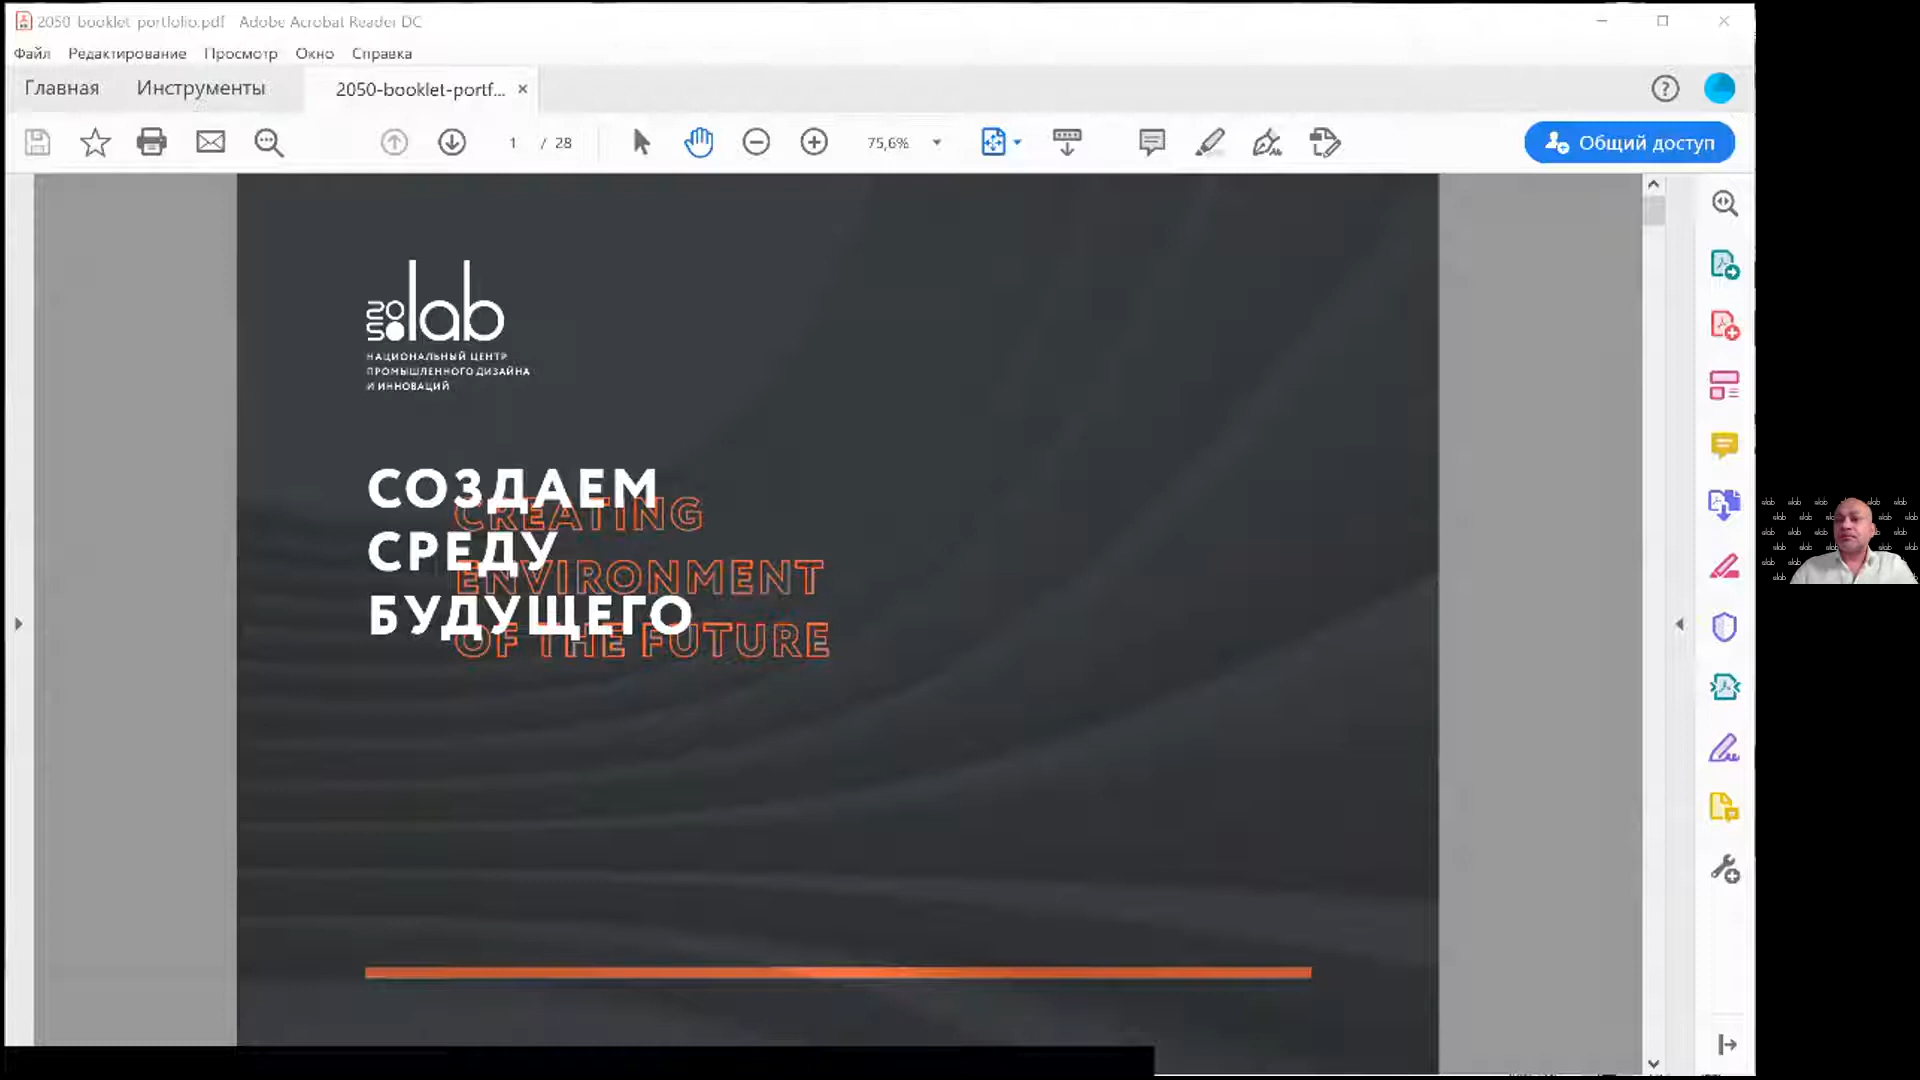 2050-booklet-portfolio.pdf - Adobe Acrobat Reader DC
Файл Редактирование Просмотр Окно Справка
Главная Инструменты 2050-booklet-portf...
1 / 28 75,6% Общий доступ
2050.lab
НАЦИОНАЛЬНЫЙ ЦЕНТР
ПРОМЫШЛЕННОГО ДИЗАЙНА
И ИННОВАЦИЙ
СОЗДАЕМ
CREATING
СРЕДУ
ENVIRONMENT
БУДУЩЕГО
OF THE FUTURE